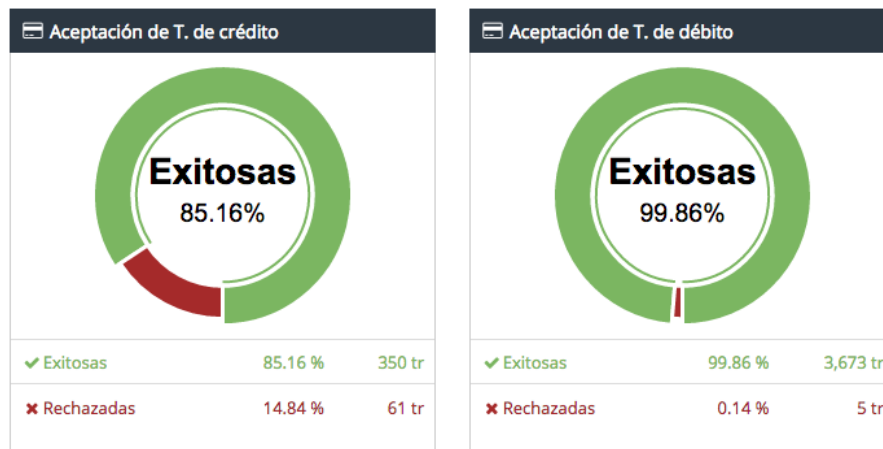 Aceptación de T. de crédito
Exitosas
85.16%
Exitosas 85.16 % 350 tr
Rechazadas 14.84 % 61 tr
Aceptación de T. de débito
Exitosas
99.86%
Exitosas 99.86 % 3,673 tr
Rechazadas 0.14 % 5 tr